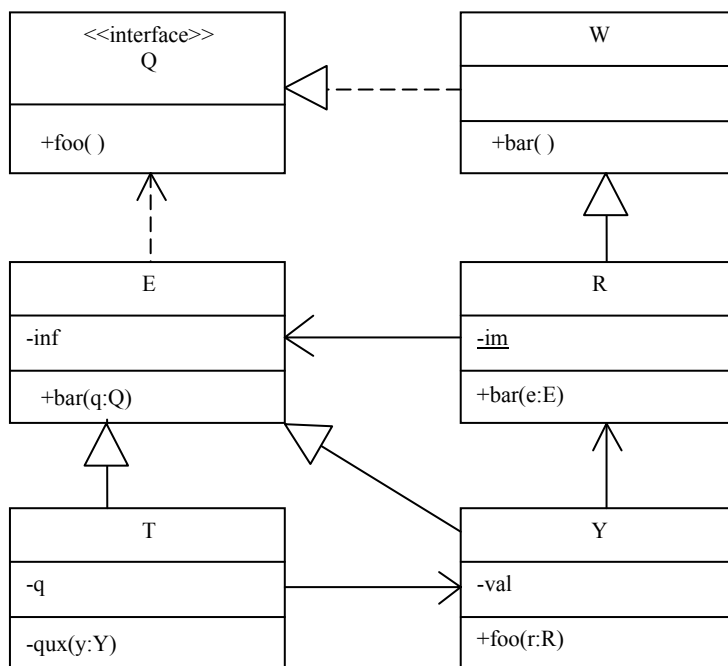 <<interface>>
Q
+foo( )
W
+bar( )
E
-inf
+bar(q:Q)
R
-im
+bar(e:E)
T
-q
-qux(y:Y)
Y
-val
+foo(r:R)